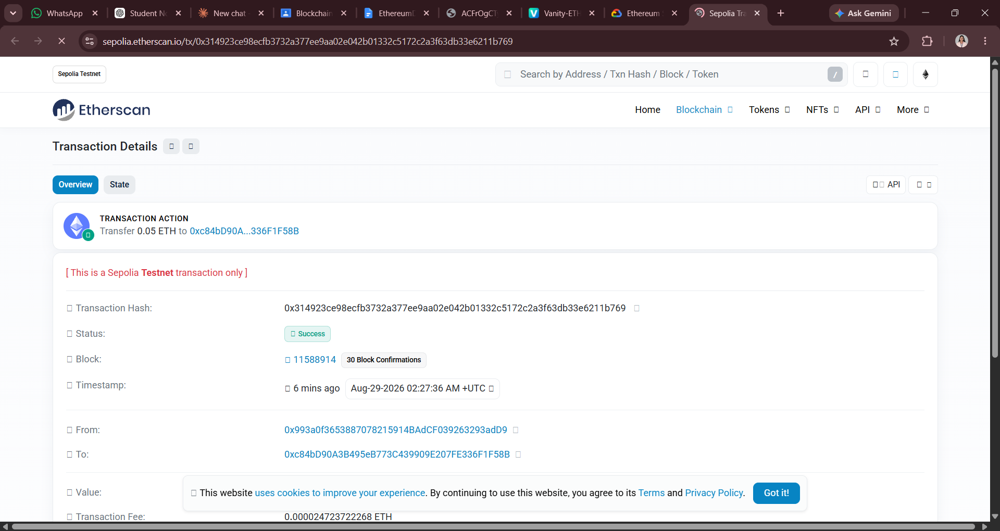 WhatsApp
Student No
New chat
Blockchain
EthereumD
ACFrOgCTy
Vanity-ETH
Ethereum S
Sepolia Tra
Ask Gemini
sepolia.etherscan.io/tx/0x314923ce98ecfb3732a377ee9aa02e042b01332c5172c2a3f63db33e6211b769
Sepolia Testnet
Search by Address / Txn Hash / Block / Token
/
Etherscan
Home
Blockchain
Tokens
NFTs
API
More
Transaction Details
Overview
State
API
TRANSACTION ACTION
Transfer 0.05 ETH to 0xc84bD90A...336F1F58B
[ This is a Sepolia Testnet transaction only ]
Transaction Hash:
0x314923ce98ecfb3732a377ee9aa02e042b01332c5172c2a3f63db33e6211b769
Status:
Success
Block:
11588914
30 Block Confirmations
Timestamp:
6 mins ago
Aug-29-2026 02:27:36 AM +UTC
From:
0x993a0f3653887078215914BAdCF039263293adD9
To:
0xc84bD90A3B495eB773C439909E207FE336F1F58B
Value:
This website uses cookies to improve your experience. By continuing to use this website, you agree to its Terms and Privacy Policy.
Got it!
Transaction Fee:
0.000024723722268 ETH